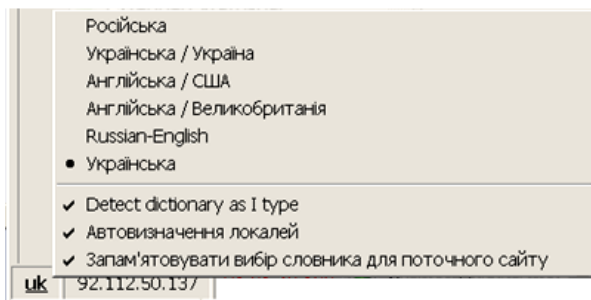 Російська
Українська / Україна
Англійська / США
Англійська / Великобританія
Russian-English
Українська
Detect dictionary as I type
Автовизначення локалей
Запам'ятовувати вибір словника для поточного сайту
uk 92.112.50.137